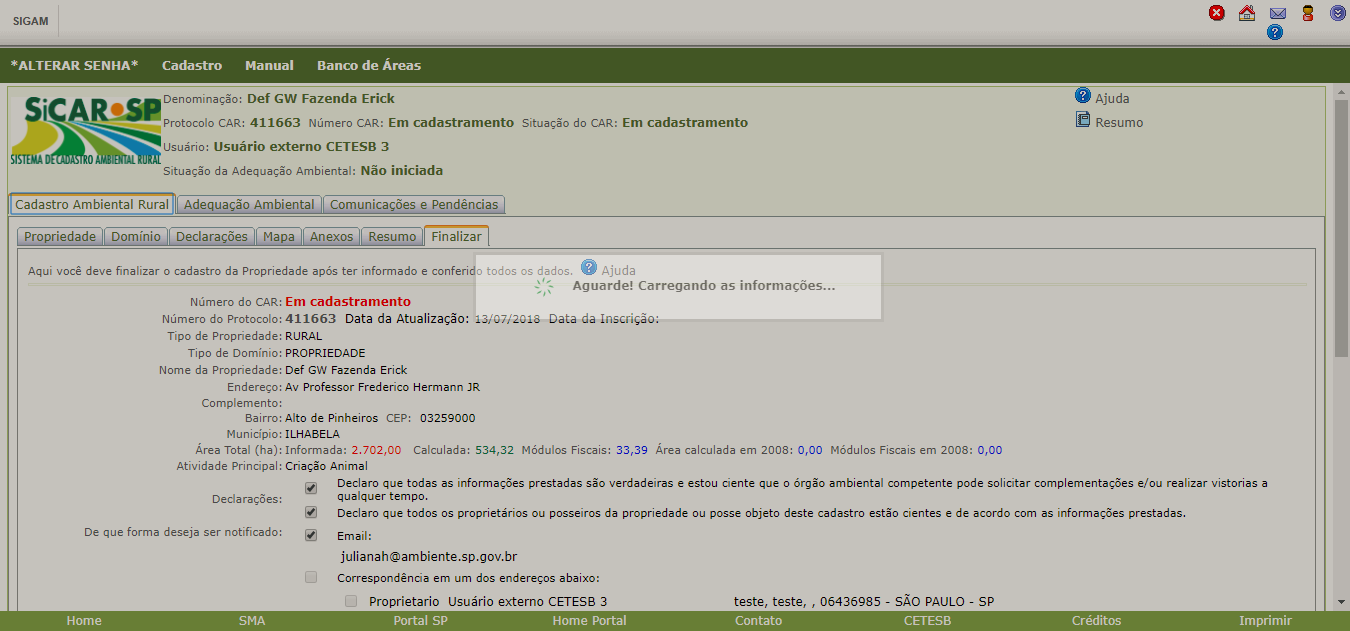 SIGAM
*ALTERAR SENHA* Cadastro Manual Banco de Áreas
SiCAR.SP
SISTEMA DE CADASTRO AMBIENTAL RURAL
Denominação: Def GW Fazenda Erick
Protocolo CAR: 411663 Número CAR: Em cadastramento Situação do CAR: Em cadastramento
Usuário: Usuário externo CETESB 3
Situação da Adequação Ambiental: Não iniciada
Ajuda
Resumo
Cadastro Ambiental Rural Adequação Ambiental Comunicações e Pendências
Propriedade Domínio Declarações Mapa Anexos Resumo Finalizar
Aqui você deve finalizar o cadastro da Propriedade após ter informado e conferido todos os dados. Ajuda
Aguarde! Carregando as informações...
Número do CAR: Em cadastramento
Número do Protocolo: 411663 Data da Atualização: 13/07/2018 Data da Inscrição:
Tipo de Propriedade: RURAL
Tipo de Domínio: PROPRIEDADE
Nome da Propriedade: Def GW Fazenda Erick
Endereço: Av Professor Frederico Hermann JR
Complemento:
Bairro: Alto de Pinheiros CEP: 03259000
Município: ILHABELA
Área Total (ha): Informada: 2.702,00 Calculada: 534,32 Módulos Fiscais: 33,39 Área calculada em 2008: 0,00 Módulos Fiscais em 2008: 0,00
Atividade Principal: Criação Animal
Declarações: Declaro que todas as informações prestadas são verdadeiras e estou ciente que o órgão ambiental competente pode solicitar complementações e/ou realizar vistorias a
qualquer tempo.
Declaro que todos os proprietários ou posseiros da propriedade ou posse objeto deste cadastro estão cientes e de acordo com as informações prestadas.
De que forma deseja ser notificado: Email:
julianah@ambiente.sp.gov.br
Correspondência em um dos endereços abaixo:
Proprietario Usuário externo CETESB 3 teste, teste, , 06436985 - SÃO PAULO - SP
Home SMA Portal SP Home Portal Contato CETESB Créditos Imprimir